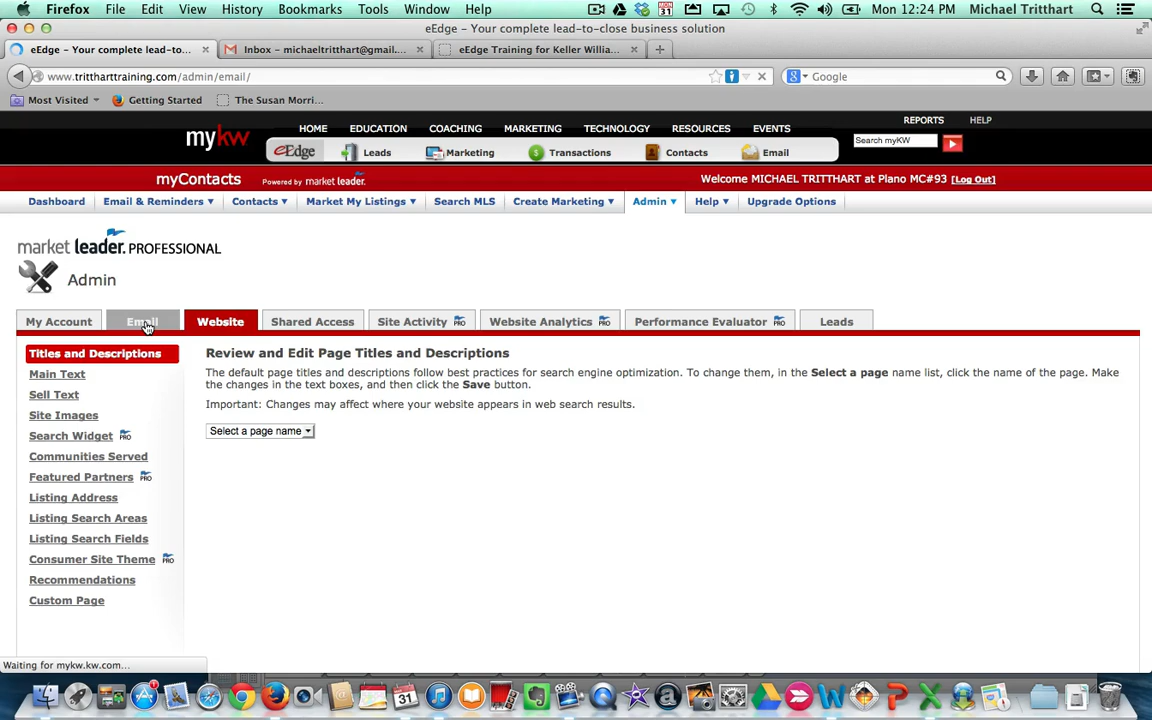 Firefox File Edit View History Bookmarks Tools Window Help MON 31 Mon 12:24 PM Michael Tritthart
eEdge – Your complete lead-to-close business solution
eEdge – Your complete lead-to... Inbox – michaeltritthart@gmail.... eEdge Training for Keller Willia...
www.trittharttraining.com/admin/email/ Google
Most Visited Getting Started The Susan Morri...
REPORTS HELP
mykw HOME EDUCATION COACHING MARKETING TECHNOLOGY RESOURCES EVENTS Search myKW
eEdge Leads Marketing Transactions Contacts Email
myContacts Powered by market leader. Welcome MICHAEL TRITTHART at Plano MC#93 [Log Out]
Dashboard Email & Reminders Contacts Market My Listings Search MLS Create Marketing Admin Help Upgrade Options
market leader. PROFESSIONAL
Admin
My Account Email Website Shared Access Site Activity PRO Website Analytics PRO Performance Evaluator PRO Leads
Titles and Descriptions
Main Text
Sell Text
Site Images
Search Widget PRO
Communities Served
Featured Partners PRO
Listing Address
Listing Search Areas
Listing Search Fields
Consumer Site Theme PRO
Recommendations
Custom Page
Review and Edit Page Titles and Descriptions
The default page titles and descriptions follow best practices for search engine optimization. To change them, in the Select a page name list, click the name of the page. Make
the changes in the text boxes, and then click the Save button.
Important: Changes may affect where your website appears in web search results.
Select a page name
Waiting for mykw.kw.com...
31